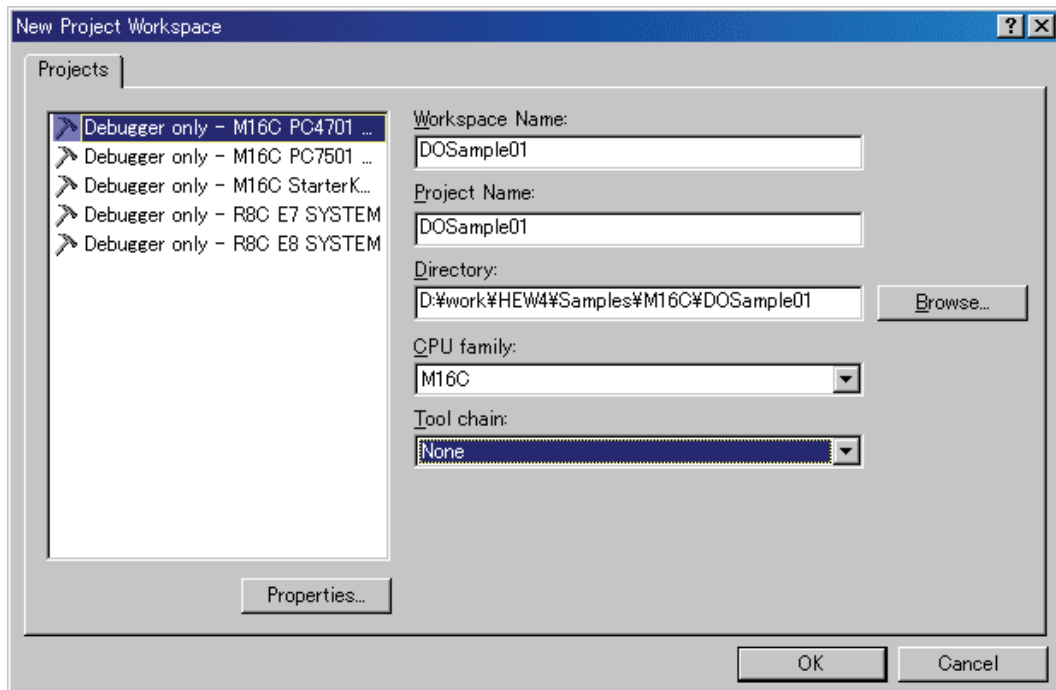 New Project Workspace
Projects
Debugger only - M16C PC4701 ...
Debugger only - M16C PC7501 ...
Debugger only - M16C StarterK...
Debugger only - R8C E7 SYSTEM
Debugger only - R8C E8 SYSTEM
Properties...
Workspace Name:
DOSample01
Project Name:
DOSample01
Directory:
D:¥work¥HEW4¥Samples¥M16C¥DOSample01
Browse...
CPU family:
M16C
Tool chain:
None
OK
Cancel